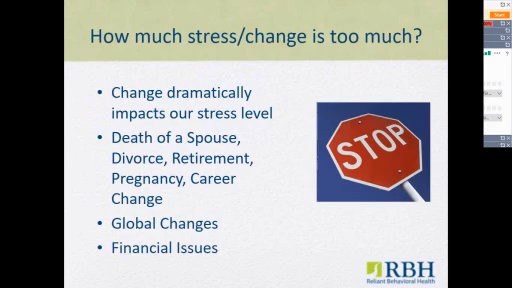 How much stress/change is too much?
• Change dramatically
impacts our stress level
• Death of a Spouse,
Divorce, Retirement,
Pregnancy, Career
Change
• Global Changes
• Financial Issues
STOP
RBH
Reliant Behavioral Health
Start